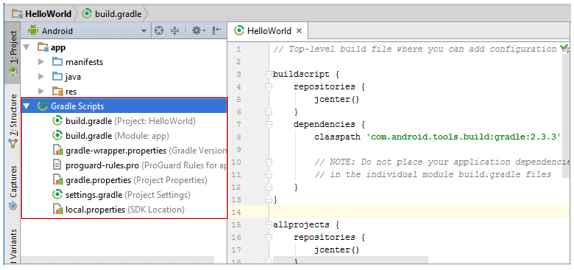 HelloWorld build.gradle
Android
HelloWorld
1: Project
Z: Structure
Captures
Variants
app
manifests
java
res
Gradle Scripts
build.gradle (Project: HelloWorld)
build.gradle (Module: app)
gradle-wrapper.properties (Gradle Version
proguard-rules.pro (ProGuard Rules for a
gradle.properties (Project Properties)
settings.gradle (Project Settings)
local.properties (SDK Location)
1 // Top-level build file where you can add configuration
2
3 buildscript {
4 repositories {
5 jcenter()
6 }
7 dependencies {
8 classpath 'com.android.tools.build:gradle:2.3.3'
9
10 // NOTE: Do not place your application dependencie
11 // in the individual module build.gradle files
12 }
13 }
14
15 allprojects {
16 repositories {
17 jcenter()
18 }